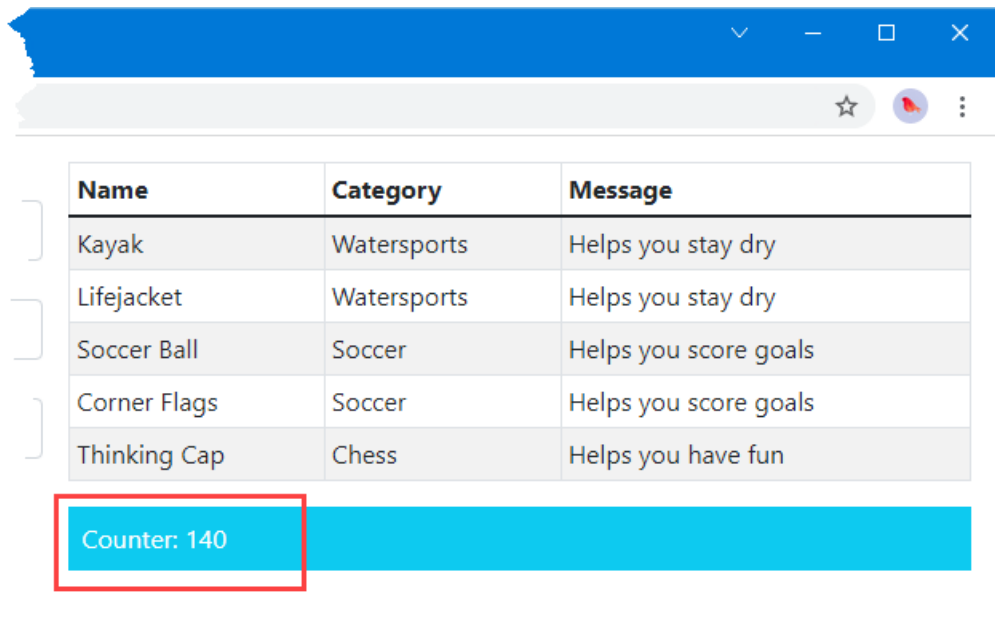 Name Category Message
Kayak Watersports Helps you stay dry
Lifejacket Watersports Helps you stay dry
Soccer Ball Soccer Helps you score goals
Corner Flags Soccer Helps you score goals
Thinking Cap Chess Helps you have fun
Counter: 140